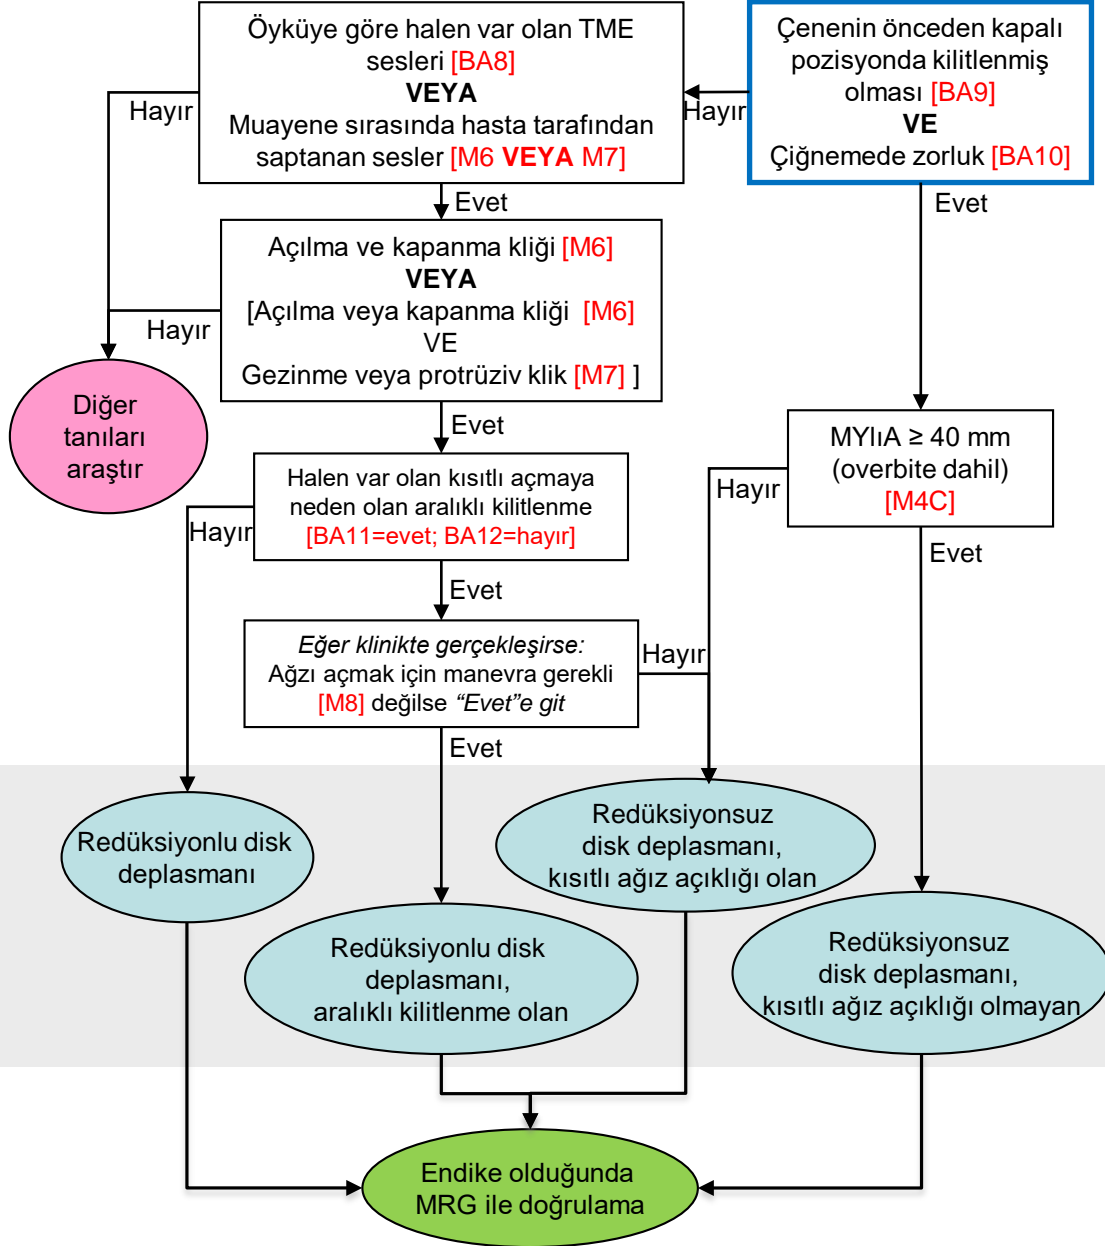 Öyküye göre halen var olan TME
sesleri [BA8]
VEYA
Muayene sırasında hasta tarafından
saptanan sesler [M6 VEYA M7]
Çenenin önceden kapalı
pozisyonda kilitlenmiş
olması [BA9]
VE
Çiğnemede zorluk [BA10]
Hayır
Hayır
Evet
Evet
Açılma ve kapanma kliği [M6]
VEYA
[Açılma veya kapanma kliği [M6]
VE
Gezinme veya protrüziv klik [M7] ]
Hayır
Diğer
tanıları
araştır
Evet
MYlıA ≥ 40 mm
(overbite dahil)
[M4C]
Halen var olan kısıtlı açmaya
neden olan aralıklı kilitlenme
[BA11=evet; BA12=hayır]
Hayır
Hayır
Evet
Evet
Eğer klinikte gerçekleşirse:
Ağzı açmak için manevra gerekli
[M8] değilse “Evet”e git
Hayır
Evet
Redüksiyonlu disk
deplasmanı
Redüksiyonsuz
disk deplasmanı,
kısıtlı ağız açıklığı olan
Redüksiyonlu disk
deplasmanı,
aralıklı kilitlenme olan
Redüksiyonsuz
disk deplasmanı,
kısıtlı ağız açıklığı olmayan
Endike olduğunda
MRG ile doğrulama